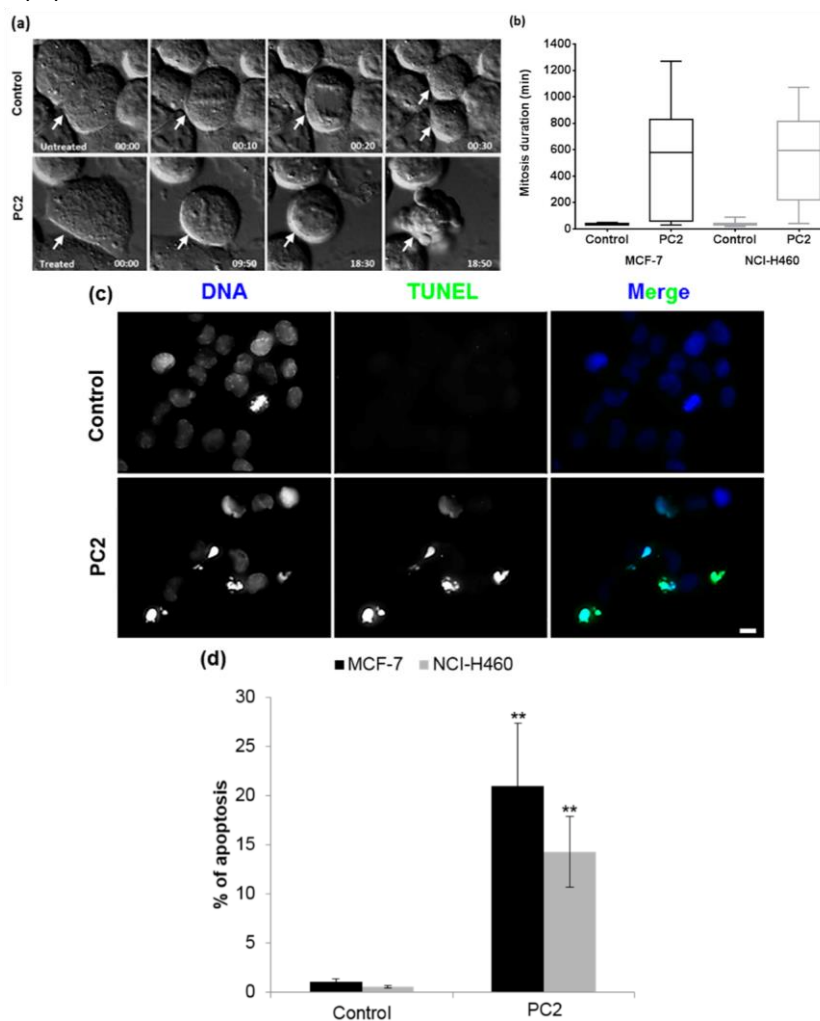 (a)
Control
Untreated 00:00
00:10
00:20
00:30
PC2
Treated 00:00
09:50
18:30
18:50
(b)
Mitosis duration (min)
1400
1200
1000
800
600
400
200
0
Control PC2 Control PC2
MCF-7 NCI-H460
(c)
DNA TUNEL Merge
Control
PC2
(d)
MCF-7 NCI-H460
% of apoptosis
30
25
20
15
10
5
0
**
**
Control PC2